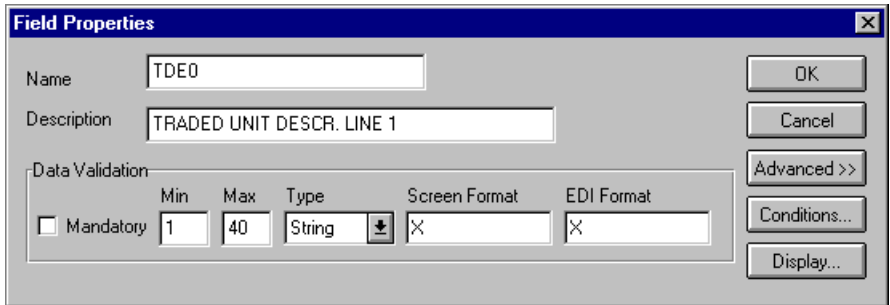 Field Properties
Name TDE0 OK
Description TRADED UNIT DESCR. LINE 1 Cancel
Data Validation Advanced >>
Min Max Type Screen Format EDI Format
Mandatory 1 40 String X X Conditions...
Display...